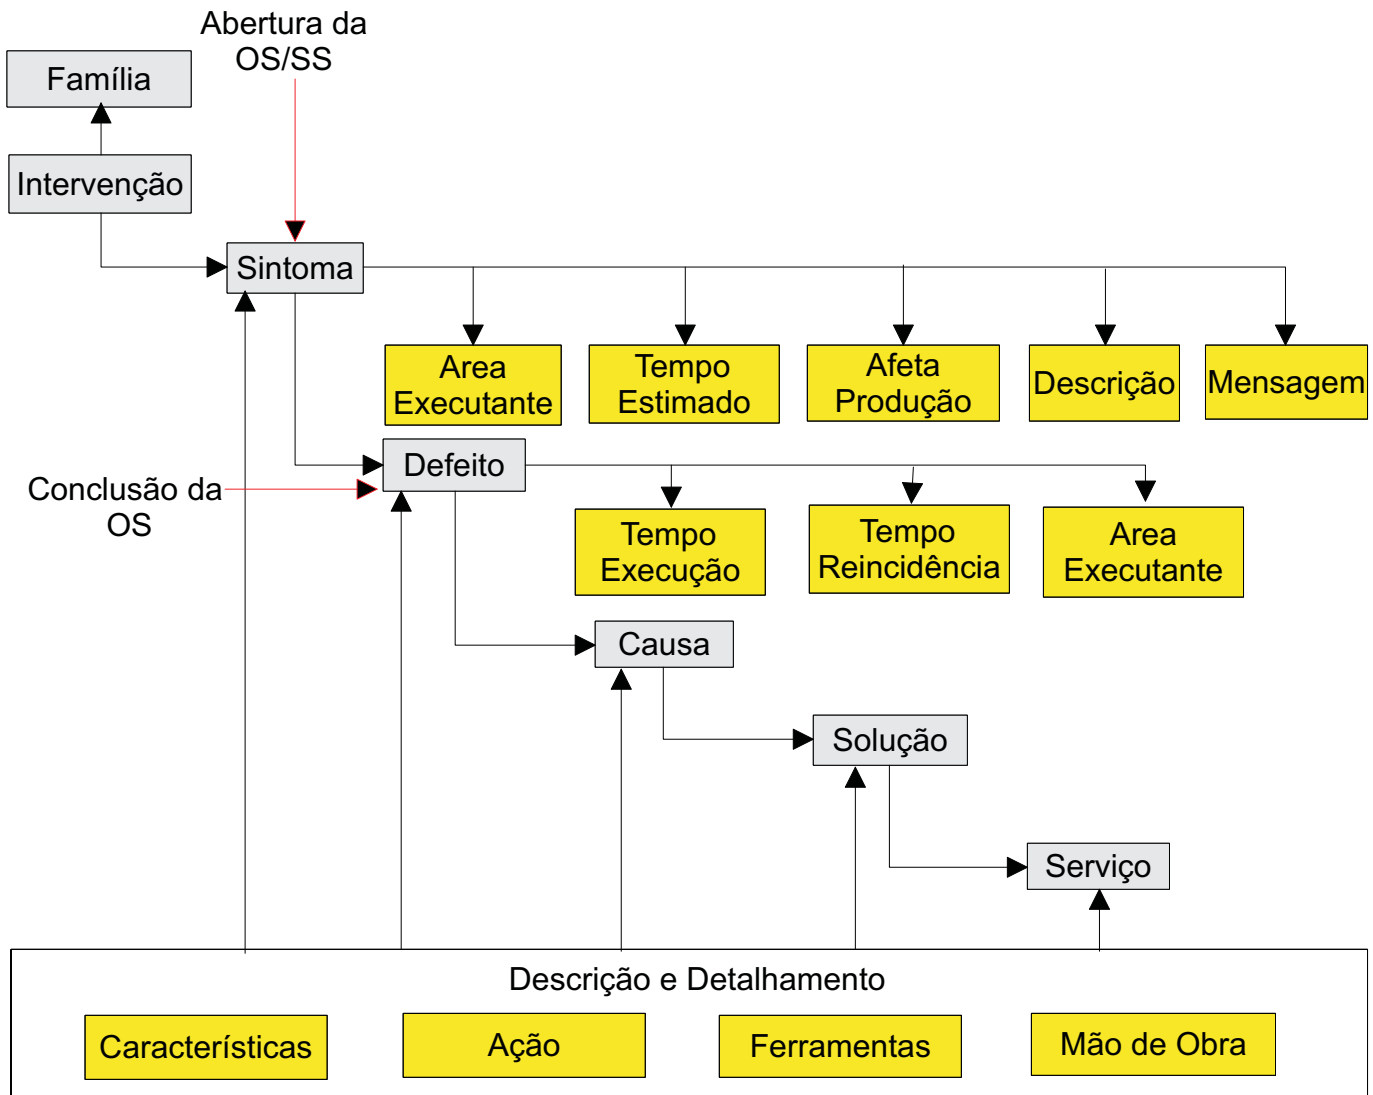 Abertura da
OS/SS
Família
Intervenção
Sintoma
Area
Executante
Tempo
Estimado
Afeta
Produção
Descrição
Mensagem
Defeito
Conclusão da
OS
Tempo
Execução
Tempo
Reincidência
Area
Executante
Causa
Solução
Serviço
Descrição e Detalhamento
Características
Ação
Ferramentas
Mão de Obra